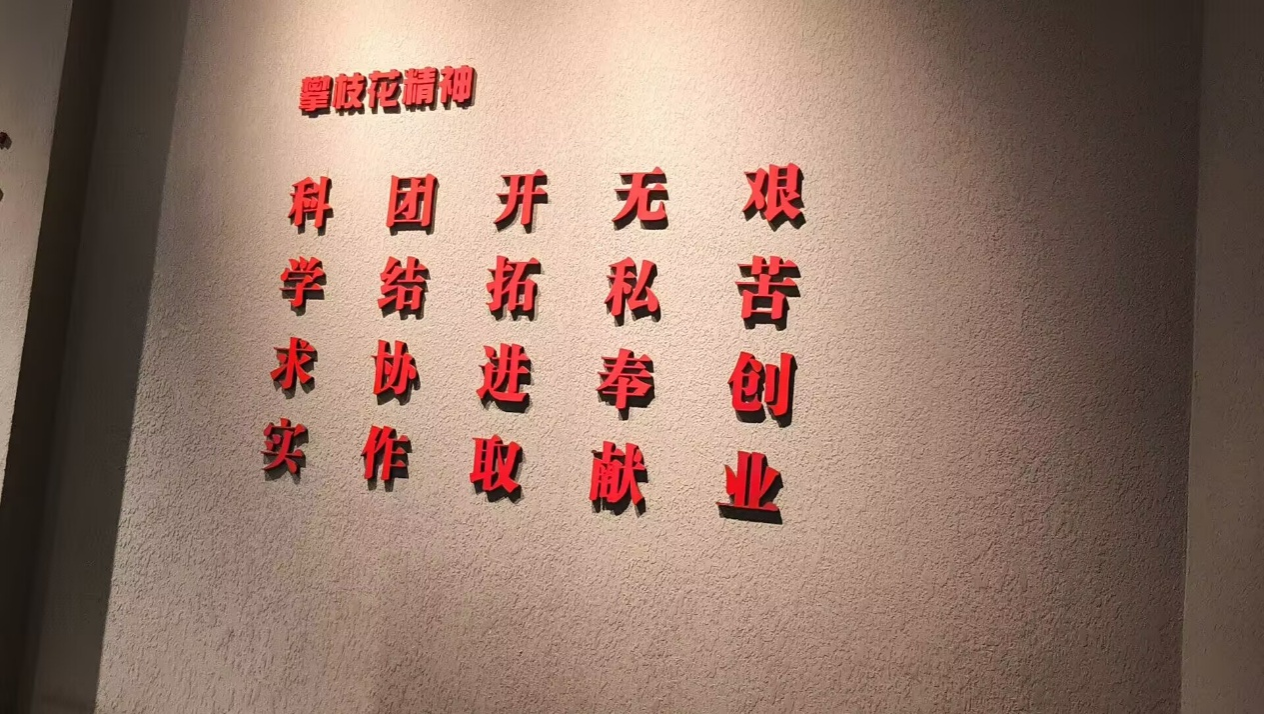 攀枝花精神
艰苦创业
无私奉献
开拓进取
团结协作
科学求实